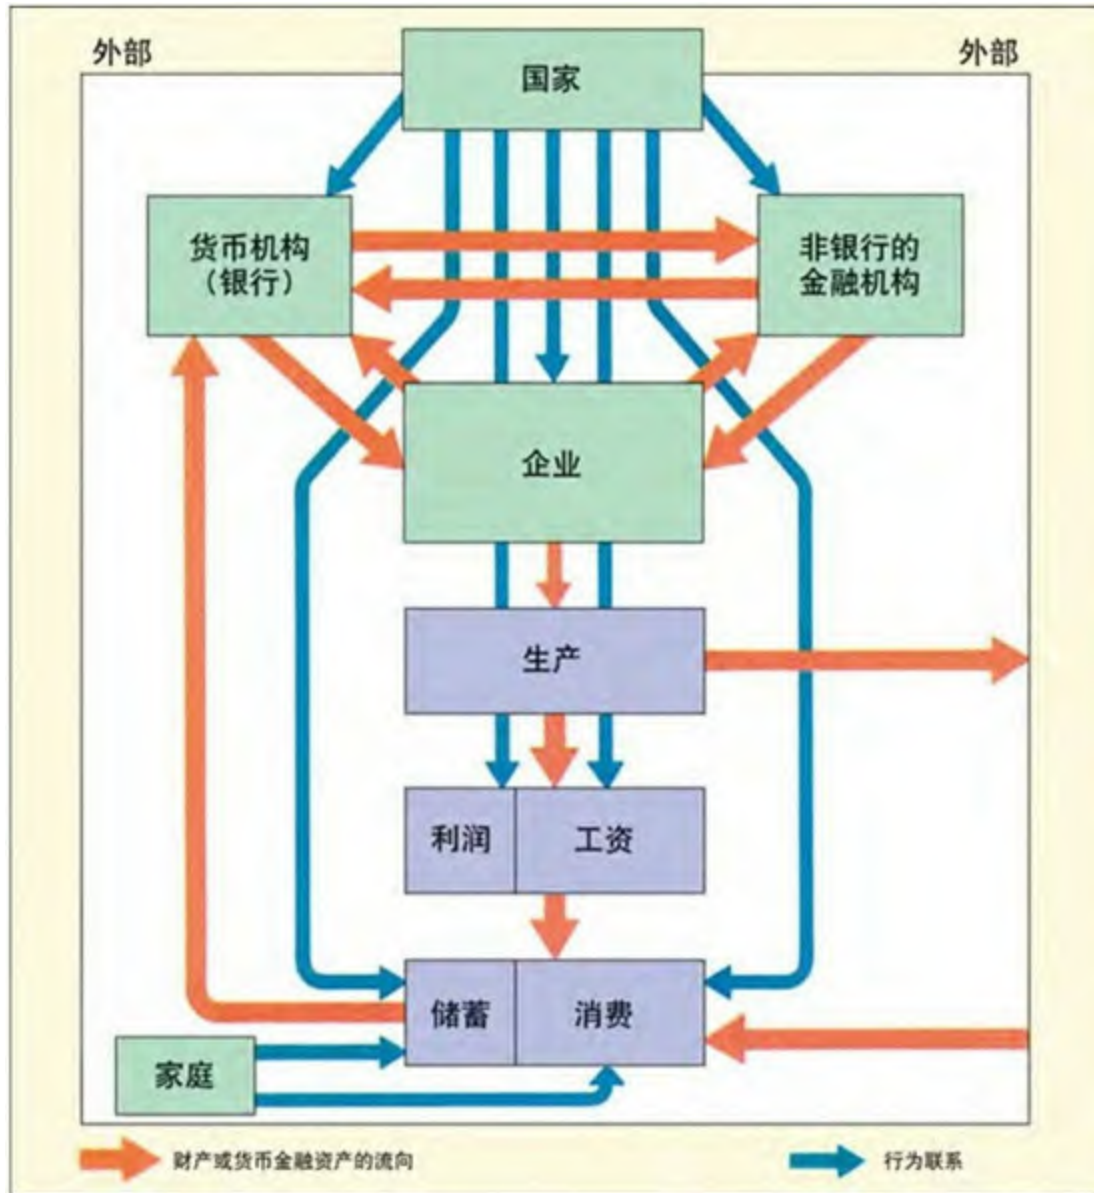 外部
国家
外部
货币机构
（银行）
非银行的
金融机构
企业
生产
利润
工资
储蓄
消费
家庭
财产或货币金融资产的流向
行为联系